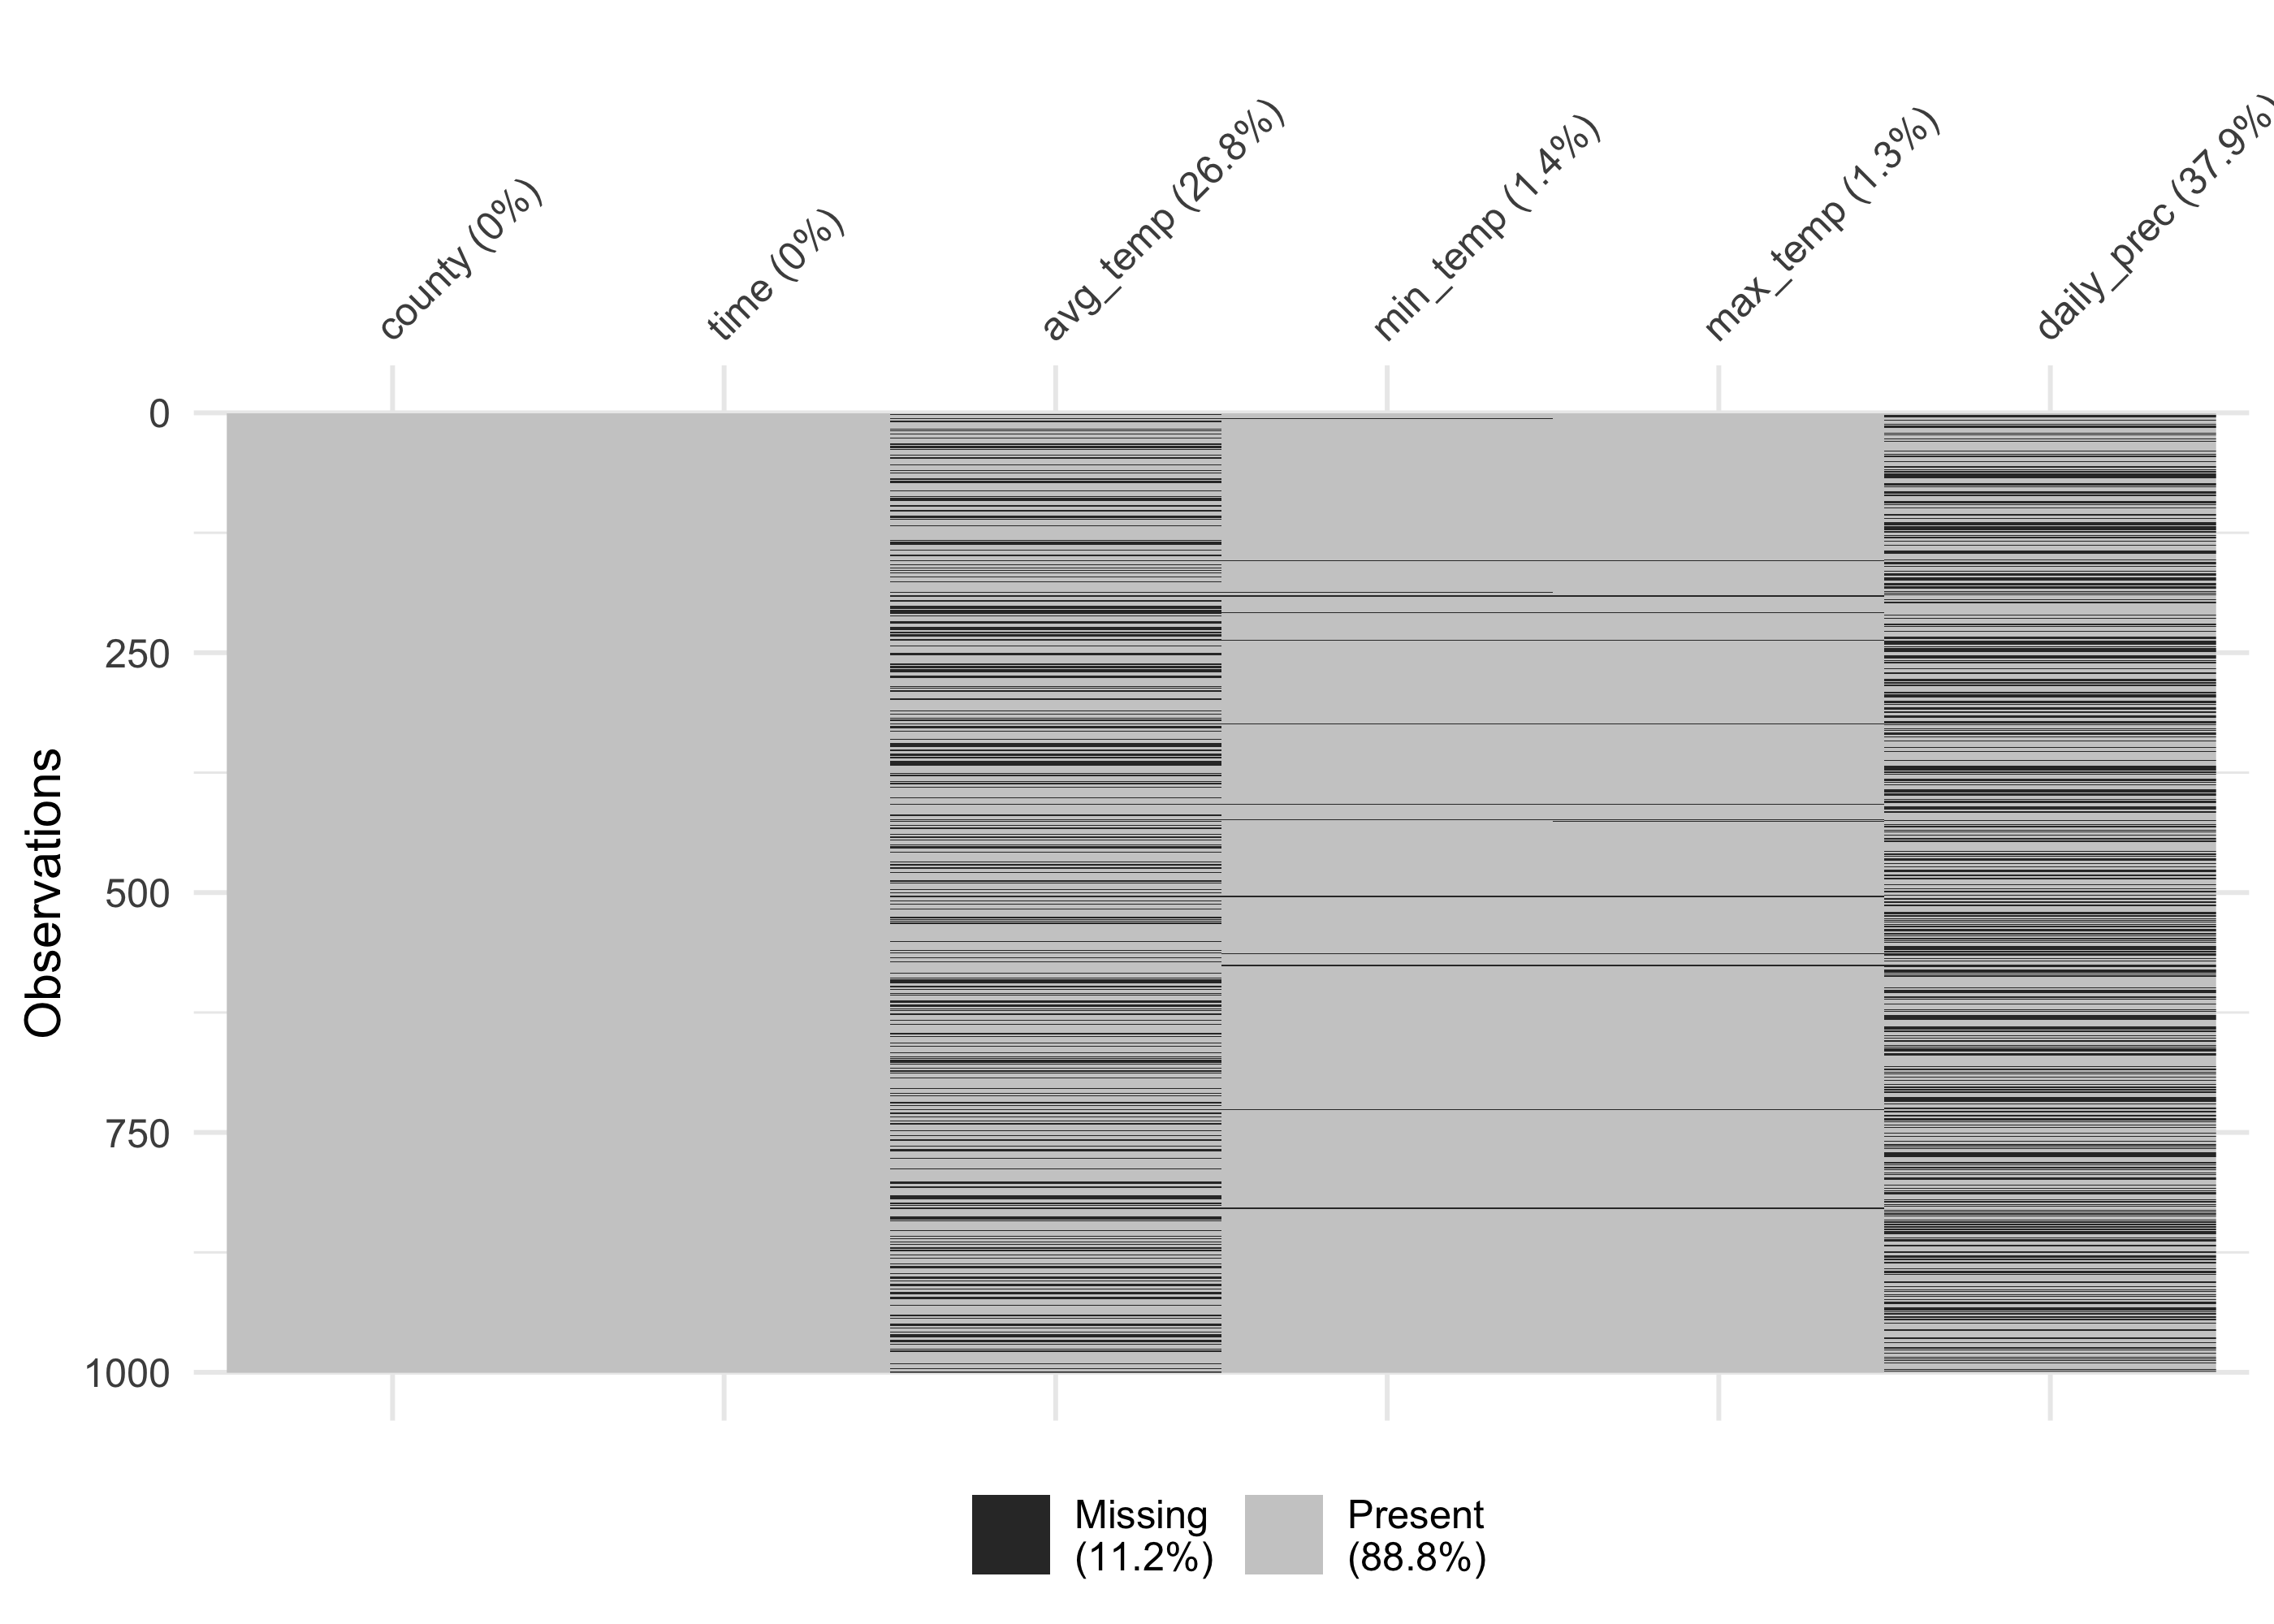 county (0%)
time (0%)
avg_temp (26.8%)
min_temp (1.4%)
max_temp (1.3%)
daily_prec (37.9%)
Observations
0
250
500
750
1000
Missing
(11.2%)
Present
(88.8%)